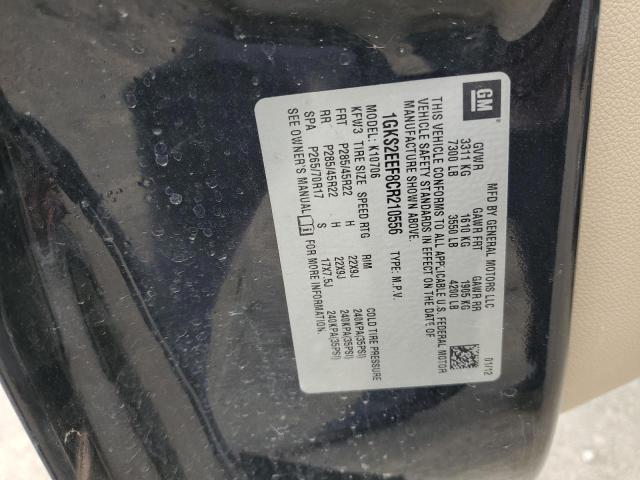 GM
MFD BY GENERAL MOTORS LLC 01/12
GVWR GAWR FRT GAWR RR
3311 KG 1610 KG 1905 KG
7300 LB 3550 LB 4200 LB
THIS VEHICLE CONFORMS TO ALL APPLICABLE U.S. FEDERAL MOTOR
VEHICLE SAFETY STANDARDS IN EFFECT ON THE DATE OF
MANUFACTURE SHOWN ABOVE.
1GKS2EEF8CR210556 TYPE: M.P.V.
MODEL: K10706
KFW3 TIRE SIZE SPEED RTG RIM COLD TIRE PRESSURE
FRT P285/45R22 H 22X9J 240KPA(35PSI)
RR P285/45R22 H 22X9J 240KPA(35PSI)
SPA P265/70R17 S 17X7.5J 240KPA(35PSI)
SEE OWNER'S MANUAL FOR MORE INFORMATION.